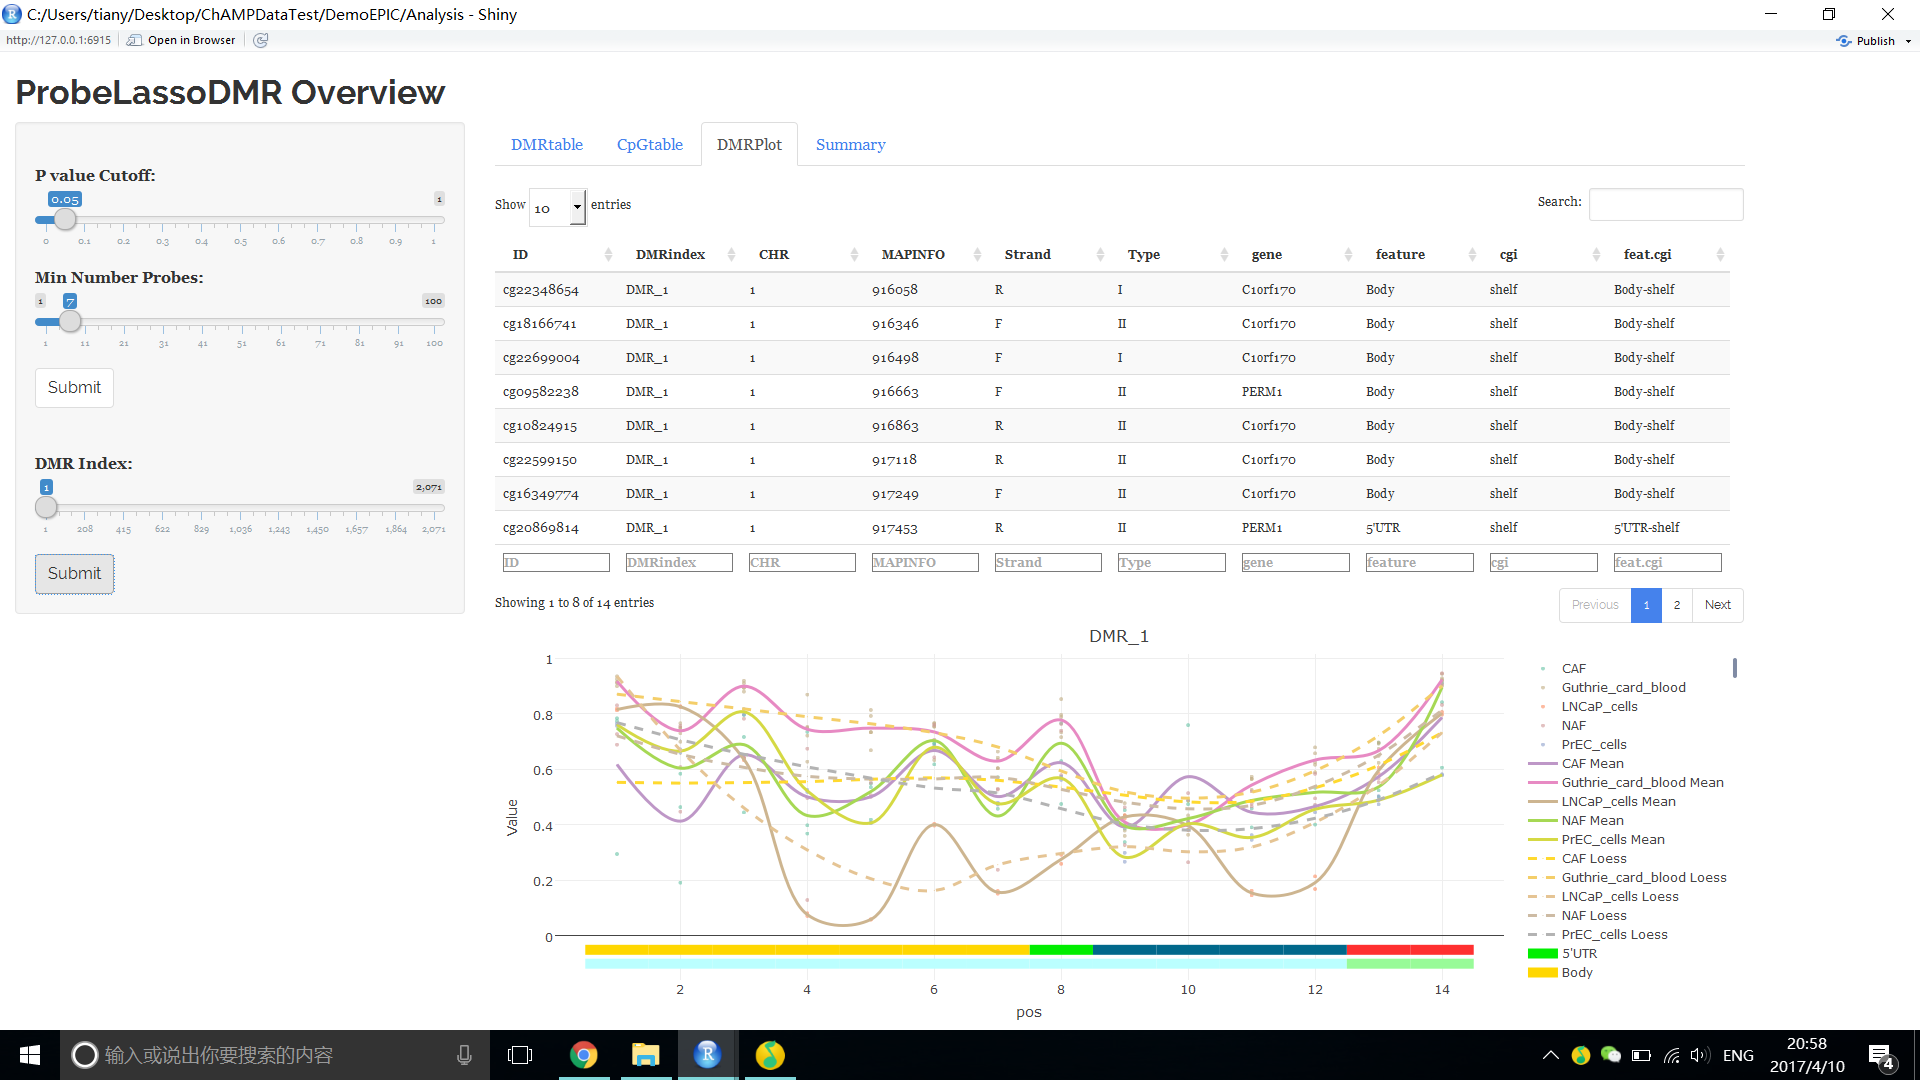 C:/Users/tiany/Desktop/ChAMPDataTest/DemoEPIC/Analysis - Shiny
http://127.0.0.1:6915 Open in Browser Publish
ProbeLassoDMR Overview
P value Cutoff:
0.05 1
0 0.1 0.2 0.3 0.4 0.5 0.6 0.7 0.8 0.9 1
Min Number Probes:
1 7 100
1 11 21 31 41 51 61 71 81 91 100
Submit
DMR Index:
1 2,071
1 208 415 622 829 1,036 1,243 1,450 1,657 1,864 2,071
Submit
DMRtable CpGtable DMRPlot Summary
Show 10 entries Search:
ID DMRindex CHR MAPINFO Strand Type gene feature cgi feat.cgi
cg22348654 DMR_1 1 916058 R I C1orf170 Body shelf Body-shelf
cg18166741 DMR_1 1 916346 F II C1orf170 Body shelf Body-shelf
cg22699004 DMR_1 1 916498 F I C1orf170 Body shelf Body-shelf
cg09582238 DMR_1 1 916663 F II PERM1 Body shelf Body-shelf
cg10824915 DMR_1 1 916863 R II C1orf170 Body shelf Body-shelf
cg22599150 DMR_1 1 917118 R II C1orf170 Body shelf Body-shelf
cg16349774 DMR_1 1 917249 F II C1orf170 Body shelf Body-shelf
cg20869814 DMR_1 1 917453 R II PERM1 5'UTR shelf 5'UTR-shelf
ID DMRindex CHR MAPINFO Strand Type gene feature cgi feat.cgi
Showing 1 to 8 of 14 entries
Previous 1 2 Next
DMR_1
1
0.8
0.6
0.4
0.2
0
Value
2 4 6 8 10 12 14
pos
CAF
Guthrie_card_blood
LNCaP_cells
NAF
PrEC_cells
CAF Mean
Guthrie_card_blood Mean
LNCaP_cells Mean
NAF Mean
PrEC_cells Mean
CAF Loess
Guthrie_card_blood Loess
LNCaP_cells Loess
NAF Loess
PrEC_cells Loess
5'UTR
Body
输入或说出你要搜索的内容
R
ENG
20:58
2017/4/10
4